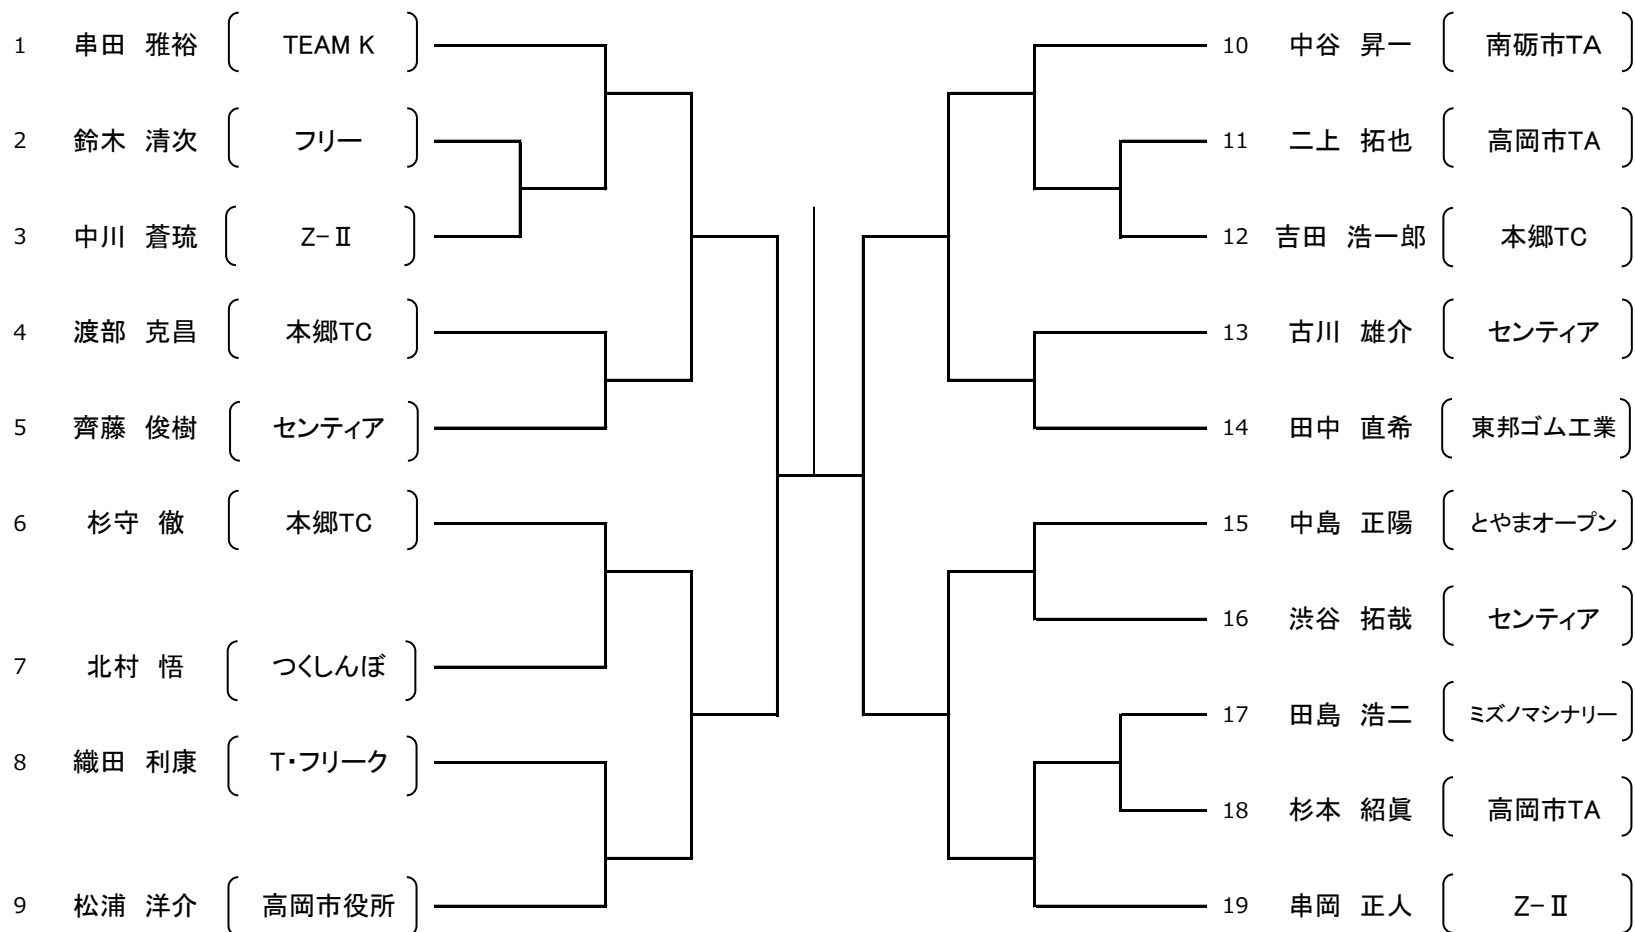 1 串田 雅裕 TEAM K
2 鈴木 清次 フリー
3 中川 蒼琉 Z-Ⅱ
4 渡部 克昌 本郷TC
5 齊藤 俊樹 センティア
6 杉守 徹 本郷TC
7 北村 悟 つくしんぼ
8 織田 利康 T・フリーク
9 松浦 洋介 高岡市役所
10 中谷 昇一 南砺市TA
11 二上 拓也 高岡市TA
12 吉田 浩一郎 本郷TC
13 古川 雄介 センティア
14 田中 直希 東邦ゴム工業
15 中島 正陽 とやまオープン
16 渋谷 拓哉 センティア
17 田島 浩二 ミズノマシナリー
18 杉本 紹眞 高岡市TA
19 串岡 正人 Z-Ⅱ